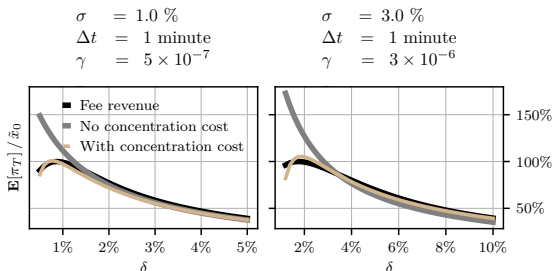 σ = 1.0 %
Δt = 1 minute
γ = 5 × 10⁻⁷
σ = 3.0 %
Δt = 1 minute
γ = 3 × 10⁻⁶
E[π_T] / x̄₀
Fee revenue
No concentration cost
With concentration cost
150%
100%
50%
1% 2% 3% 4% 5%
δ
2% 4% 6% 8% 10%
δ